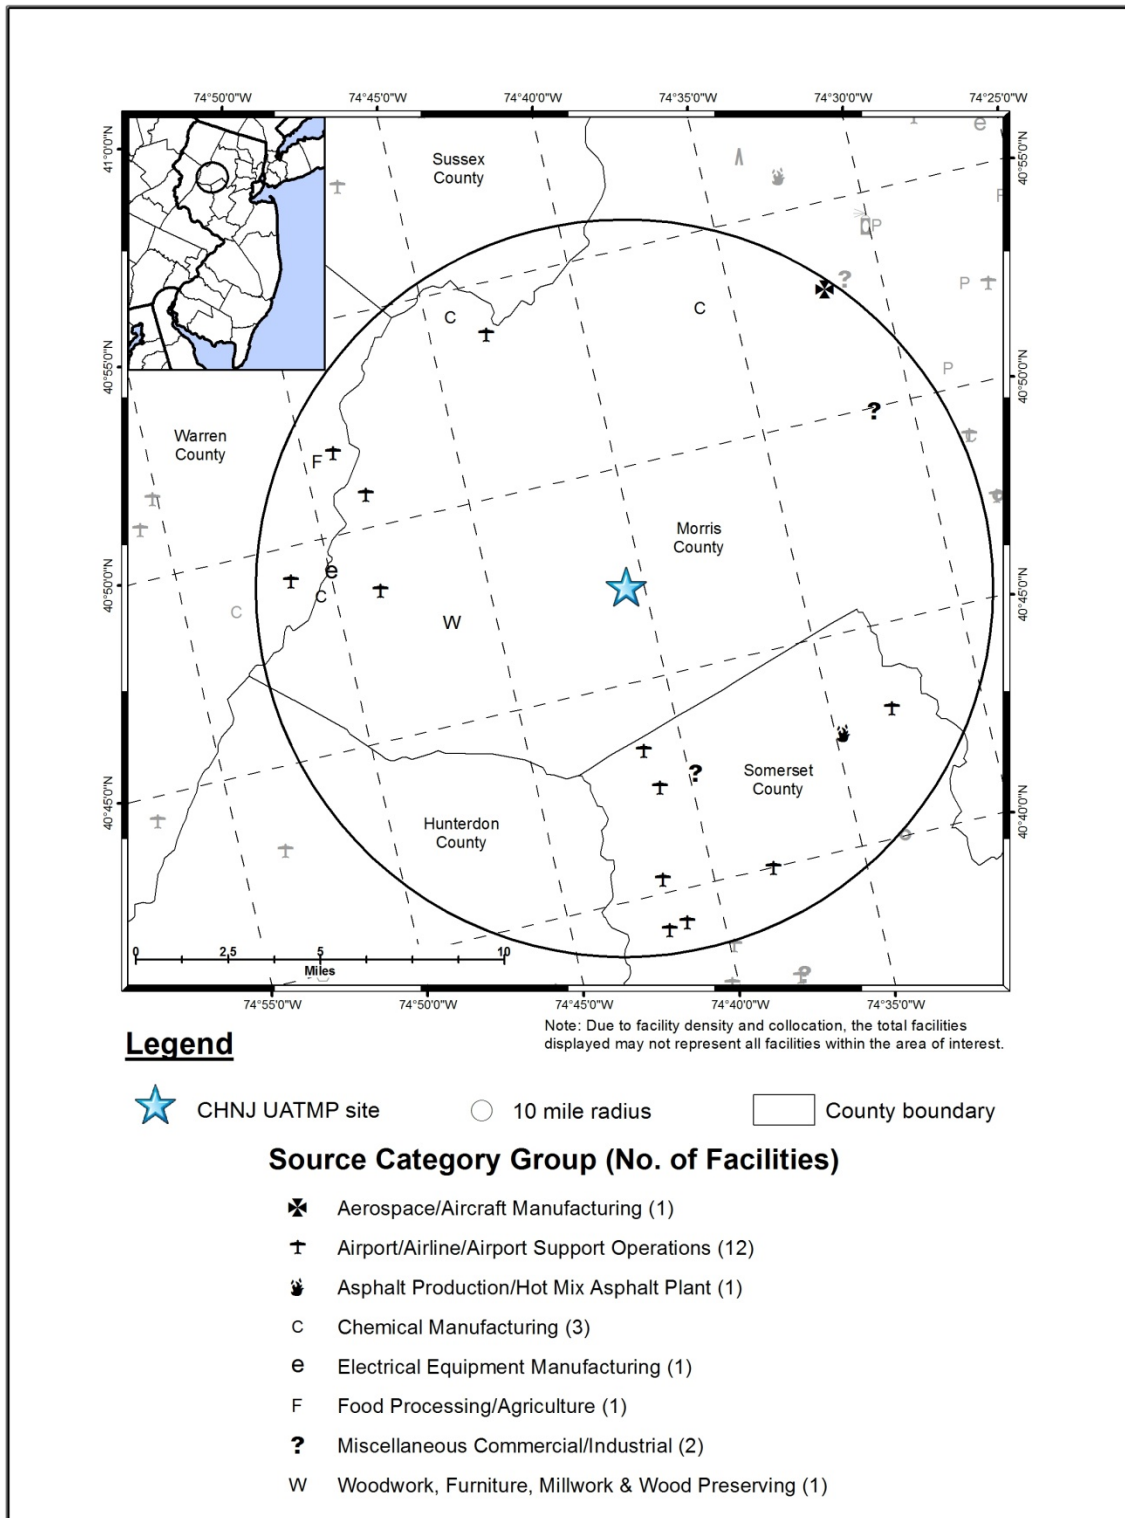 74°50'0"W 74°45'0"W 74°40'0"W 74°35'0"W 74°30'0"W 74°25'0"W
41°0'0"N
40°55'0"N
40°50'0"N
40°45'0"N
40°55'0"N
40°50'0"N
40°45'0"N
40°40'0"N
Sussex
County
e
P
P
P
?
C
C
?
Warren
County
F
Morris
County
e
C
C
W
?
Somerset
County
Hunterdon
County
?
0 2.5 5 10
Miles
74°55'0"W 74°50'0"W 74°45'0"W 74°40'0"W 74°35'0"W
Note: Due to facility density and collocation, the total facilities
displayed may not represent all facilities within the area of interest.
Legend
CHNJ UATMP site
10 mile radius
County boundary
Source Category Group (No. of Facilities)
Aerospace/Aircraft Manufacturing (1)
Airport/Airline/Airport Support Operations (12)
Asphalt Production/Hot Mix Asphalt Plant (1)
C Chemical Manufacturing (3)
e Electrical Equipment Manufacturing (1)
F Food Processing/Agriculture (1)
? Miscellaneous Commercial/Industrial (2)
W Woodwork, Furniture, Millwork & Wood Preserving (1)